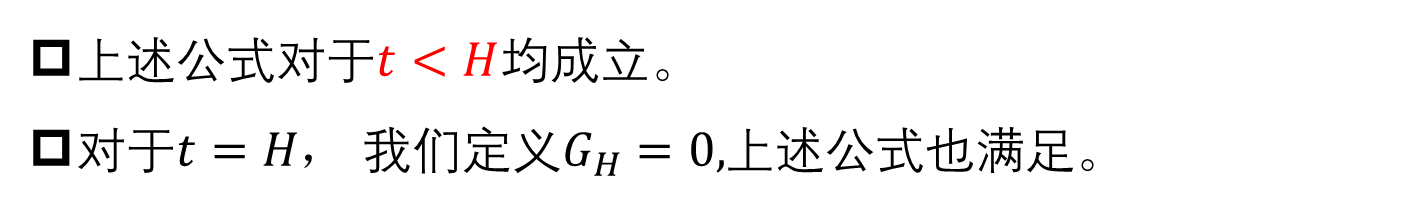 上述公式对于t < H均成立。
对于t = H， 我们定义G_H = 0,上述公式也满足。